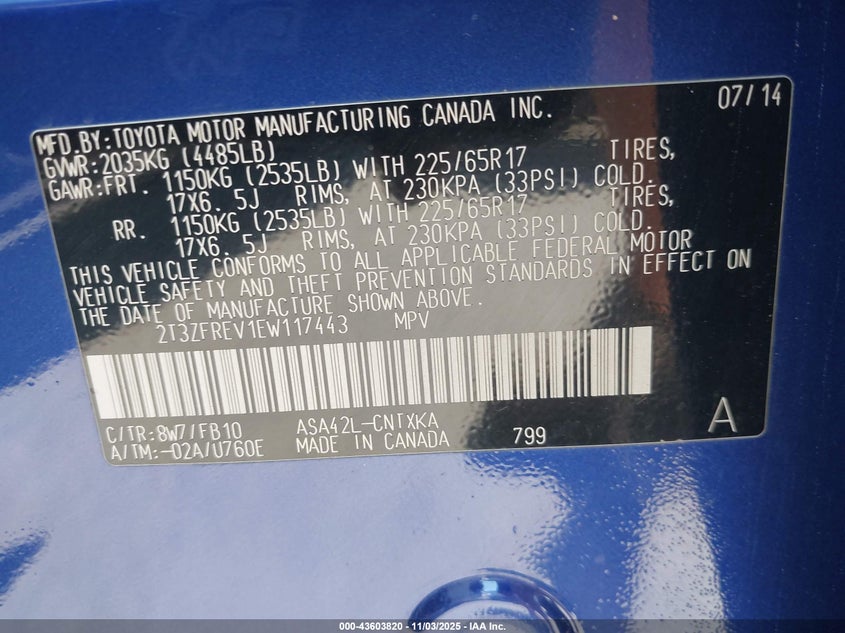 07/14
MFD.BY:TOYOTA MOTOR MANUFACTURING CANADA INC.
GVWR:2035KG (4485LB)
GAWR:FRT. 1150KG (2535LB) WITH 225/65R17 TIRES,
17X6. 5J RIMS, AT 230KPA (33PSI) COLD.
RR. 1150KG (2535LB) WITH 225/65R17 TIRES,
17X6. 5J RIMS, AT 230KPA (33PSI) COLD.
THIS VEHICLE CONFORMS TO ALL APPLICABLE FEDERAL MOTOR
VEHICLE SAFETY AND THEFT PREVENTION STANDARDS IN EFFECT ON
THE DATE OF MANUFACTURE SHOWN ABOVE.
2T3ZFREV1EW117443 MPV
C/TR:8W7/FB10 ASA42L-CNTXKA
A/TM:-02A/U760E MADE IN CANADA 799 A
000-43603820 - 11/03/2025 - IAA Inc.